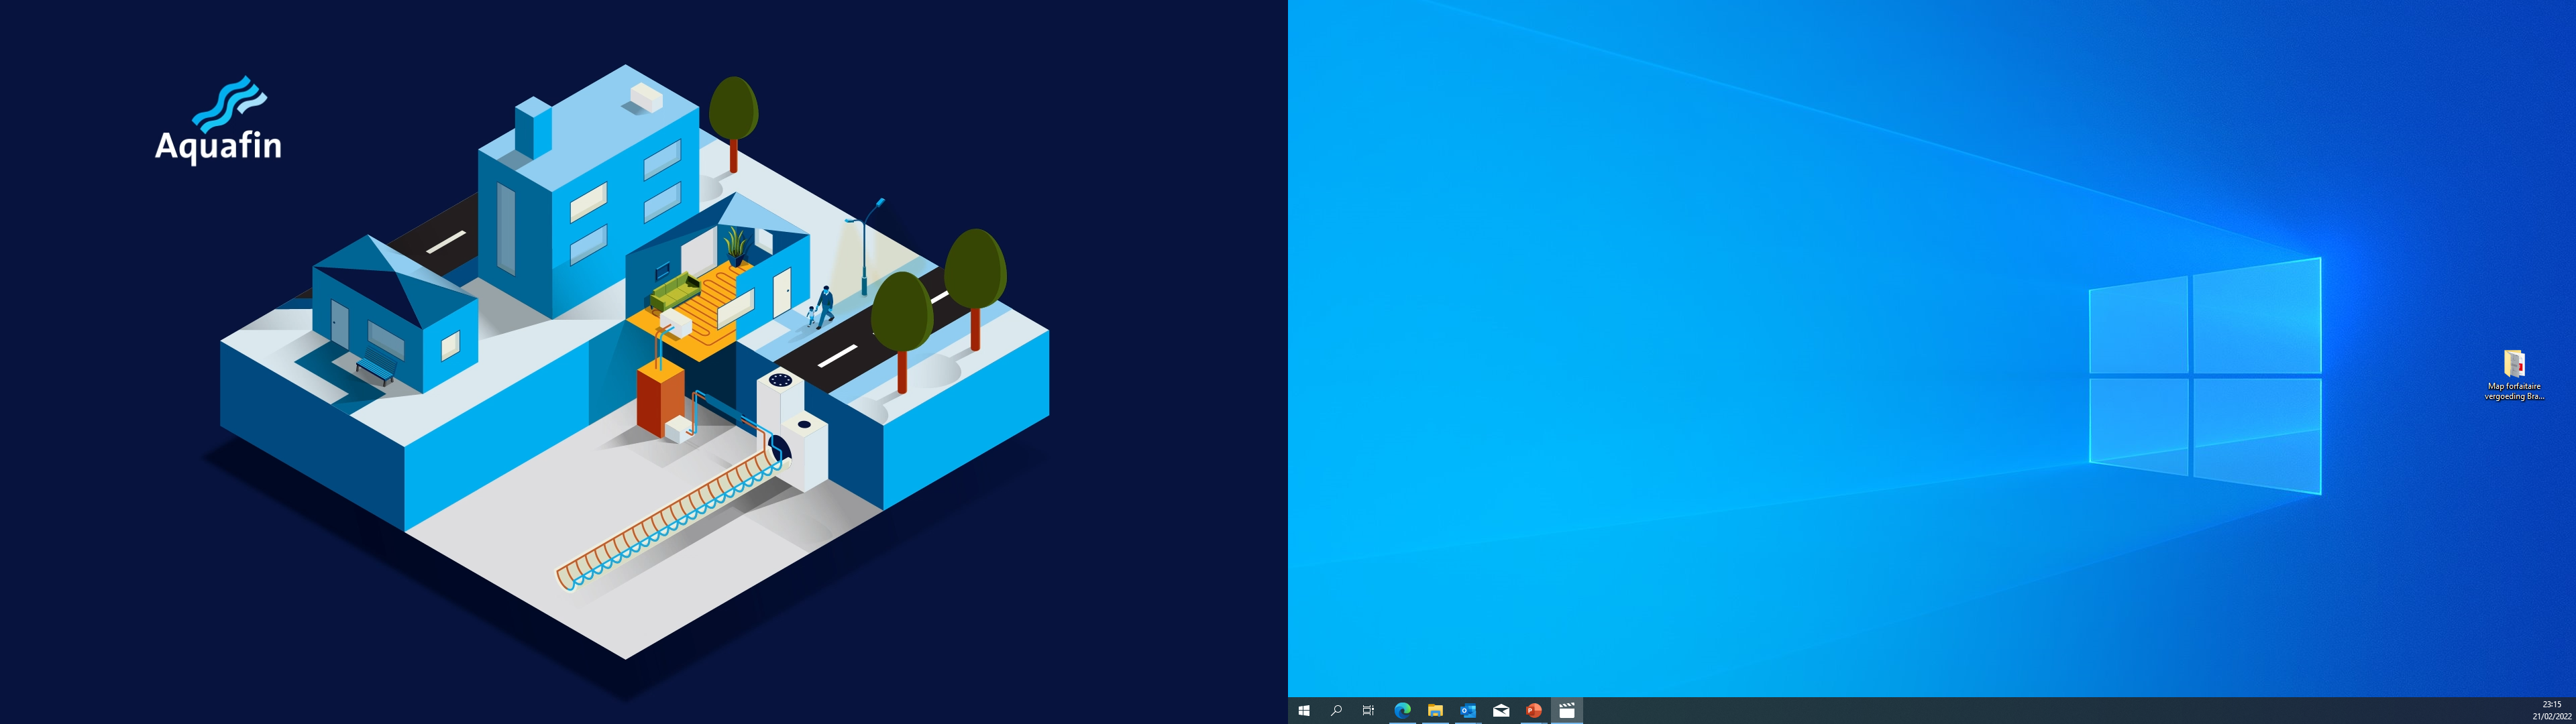 Aquafin
Map forfaitaire
vergoeding Bra...
23:15
21/02/2022